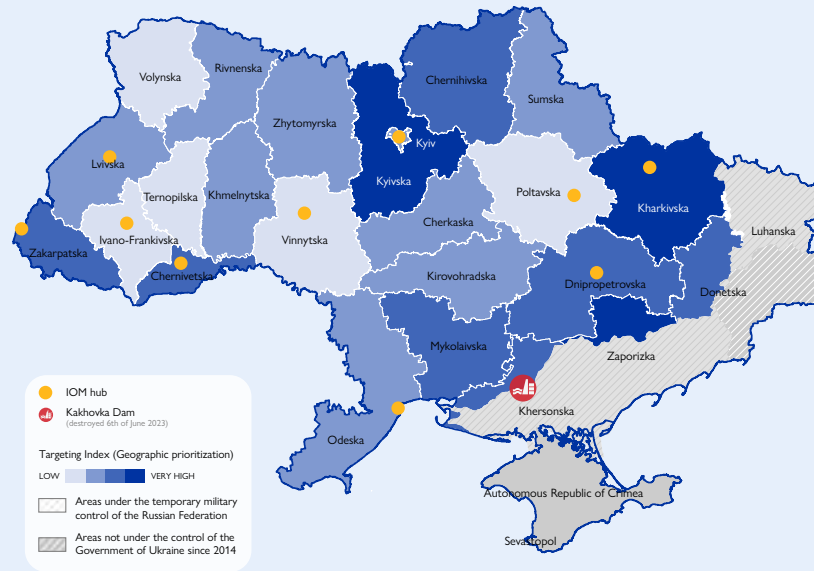 Volynska
Rivnenska
Chernihivska
Sumska
Zhytomyrska
Kyiv
Lvivska
Kyivska
Ternopilska
Khmelnytska
Poltavska
Kharkivska
Cherkaska
Luhanska
Ivano-Frankivska
Vinnytska
Zakarpatska
Chernivetska
Kirovohradska
Dnipropetrovska
Donetska
Mykolaivska
Zaporizka
Khersonska
Odeska
Autonomous Republic of Crimea
Sevastopol
IOM hub
Kakhovka Dam
(destroyed 6th of June 2023)
Targeting Index (Geographic prioritization)
LOW VERY HIGH
Areas under the temporary military
control of the Russian Federation
Areas not under the control of the
Government of Ukraine since 2014